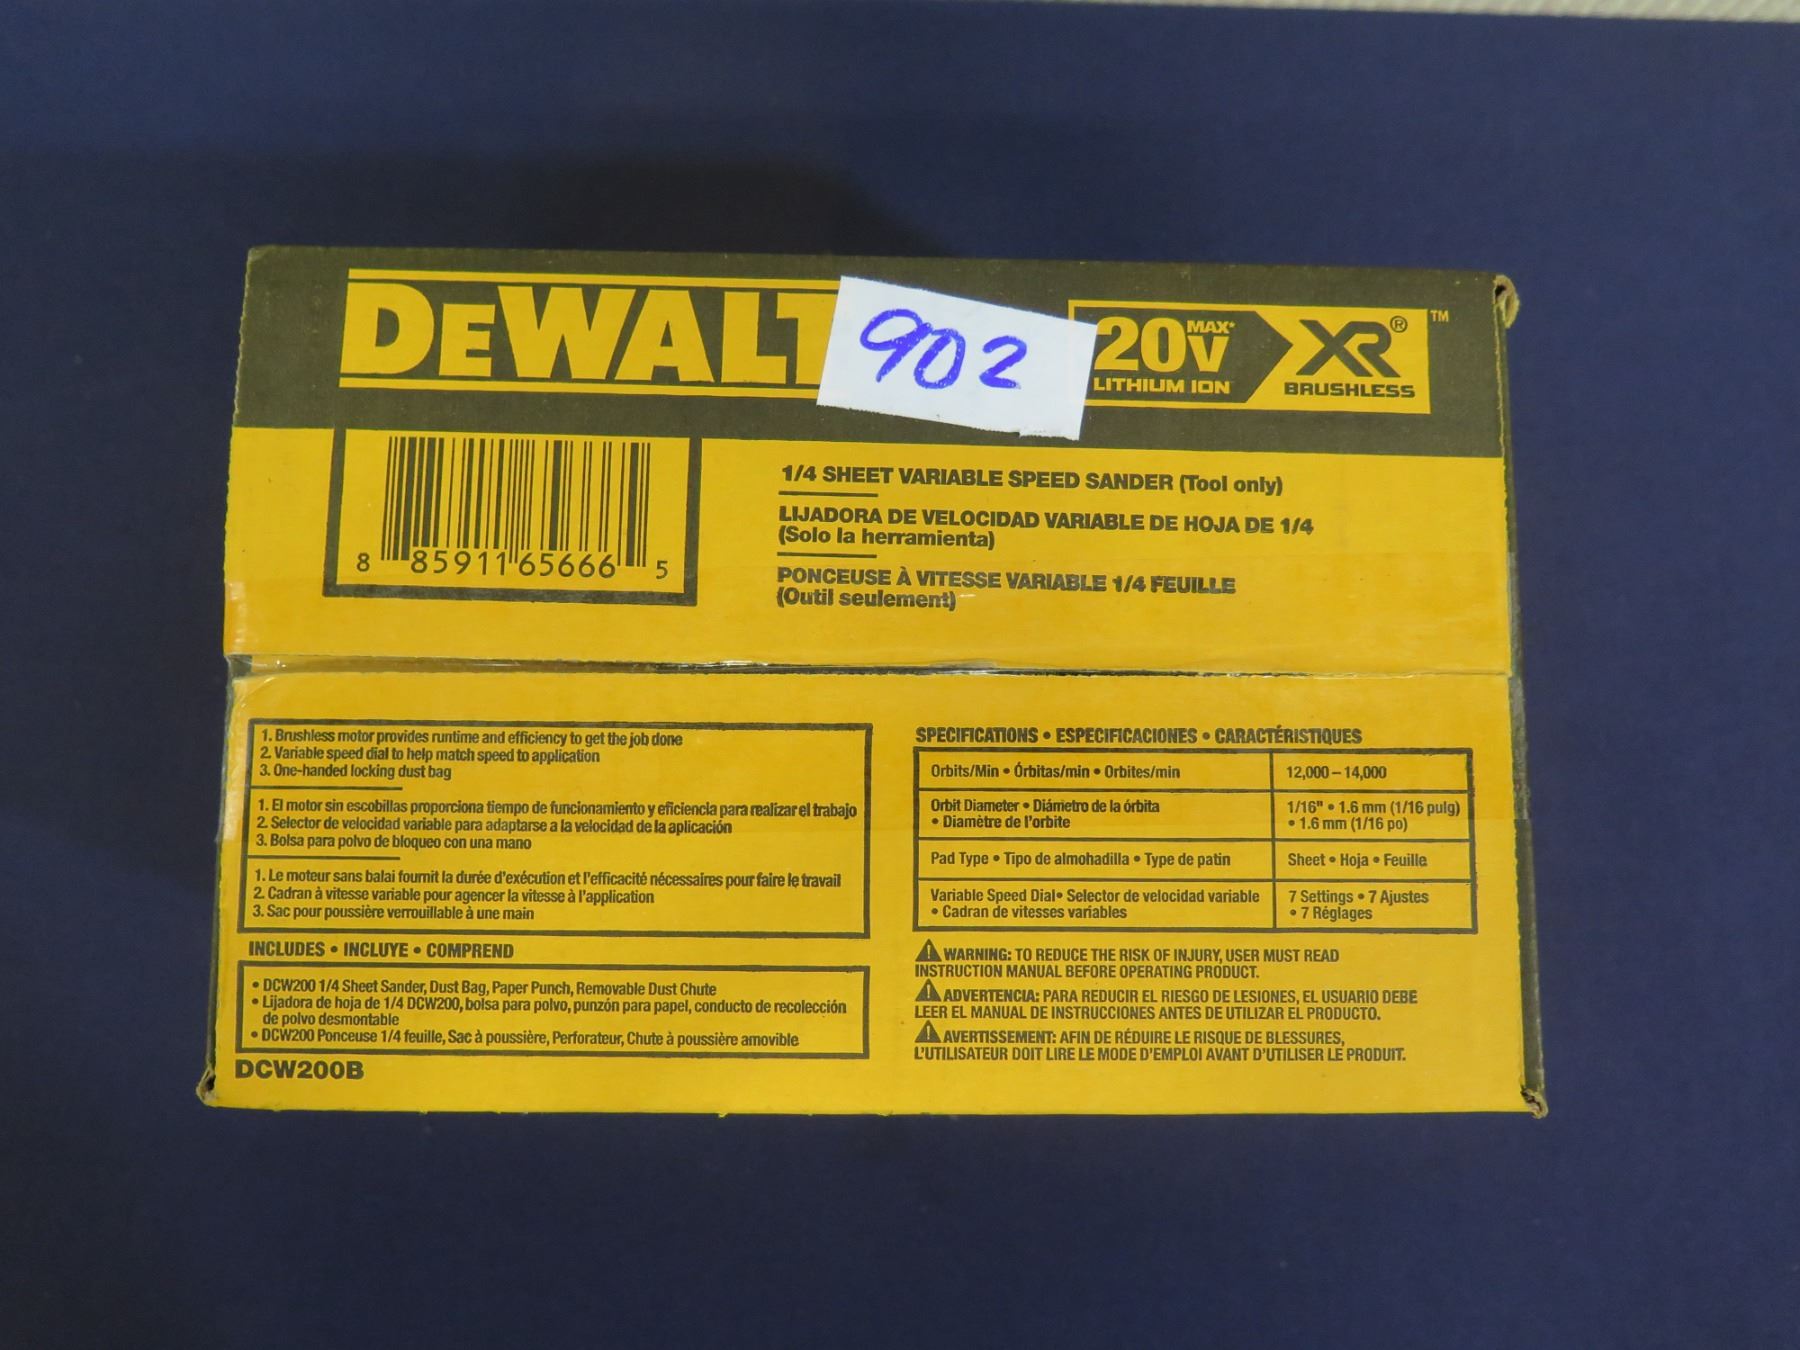 DEWALT
902
20V MAX*
LITHIUM ION
XR® ™
BRUSHLESS
8 85911 65666 5
1/4 SHEET VARIABLE SPEED SANDER (Tool only)
LIJADORA DE VELOCIDAD VARIABLE DE HOJA DE 1/4
(Solo la herramienta)
PONCEUSE À VITESSE VARIABLE 1/4 FEUILLE
(Outil seulement)
1. Brushless motor provides runtime and efficiency to get the job done
2. Variable speed dial to help match speed to application
3. One-handed locking dust bag
1. El motor sin escobillas proporciona tiempo de funcionamiento y eficiencia para realizar el trabajo
2. Selector de velocidad variable para adaptarse a la velocidad de la aplicación
3. Bolsa para polvo de bloqueo con una mano
1. Le moteur sans balai fournit la durée d'exécution et l'efficacité nécessaires pour faire le travail
2. Cadran à vitesse variable pour agencer la vitesse à l'application
3. Sac pour poussière verrouillable à une main
INCLUDES • INCLUYE • COMPREND
• DCW200 1/4 Sheet Sander, Dust Bag, Paper Punch, Removable Dust Chute
• Lijadora de hoja de 1/4 DCW200, bolsa para polvo, punzón para papel, conducto de recolección
de polvo desmontable
• DCW200 Ponceuse 1/4 feuille, Sac à poussière, Perforateur, Chute à poussière amovible
DCW200B
SPECIFICATIONS • ESPECIFICACIONES • CARACTÉRISTIQUES
Orbits/Min • Órbitas/min • Orbites/min 12,000 – 14,000
Orbit Diameter • Diámetro de la órbita 1/16" • 1.6 mm (1/16 pulg)
• Diamètre de l'orbite • 1.6 mm (1/16 po)
Pad Type • Tipo de almohadilla • Type de patin Sheet • Hoja • Feuille
Variable Speed Dial• Selector de velocidad variable 7 Settings • 7 Ajustes
• Cadran de vitesses variables • 7 Réglages
⚠ WARNING: TO REDUCE THE RISK OF INJURY, USER MUST READ
INSTRUCTION MANUAL BEFORE OPERATING PRODUCT.
⚠ ADVERTENCIA: PARA REDUCIR EL RIESGO DE LESIONES, EL USUARIO DEBE
LEER EL MANUAL DE INSTRUCCIONES ANTES DE UTILIZAR EL PRODUCTO.
⚠ AVERTISSEMENT: AFIN DE RÉDUIRE LE RISQUE DE BLESSURES,
L'UTILISATEUR DOIT LIRE LE MODE D'EMPLOI AVANT D'UTILISER LE PRODUIT.